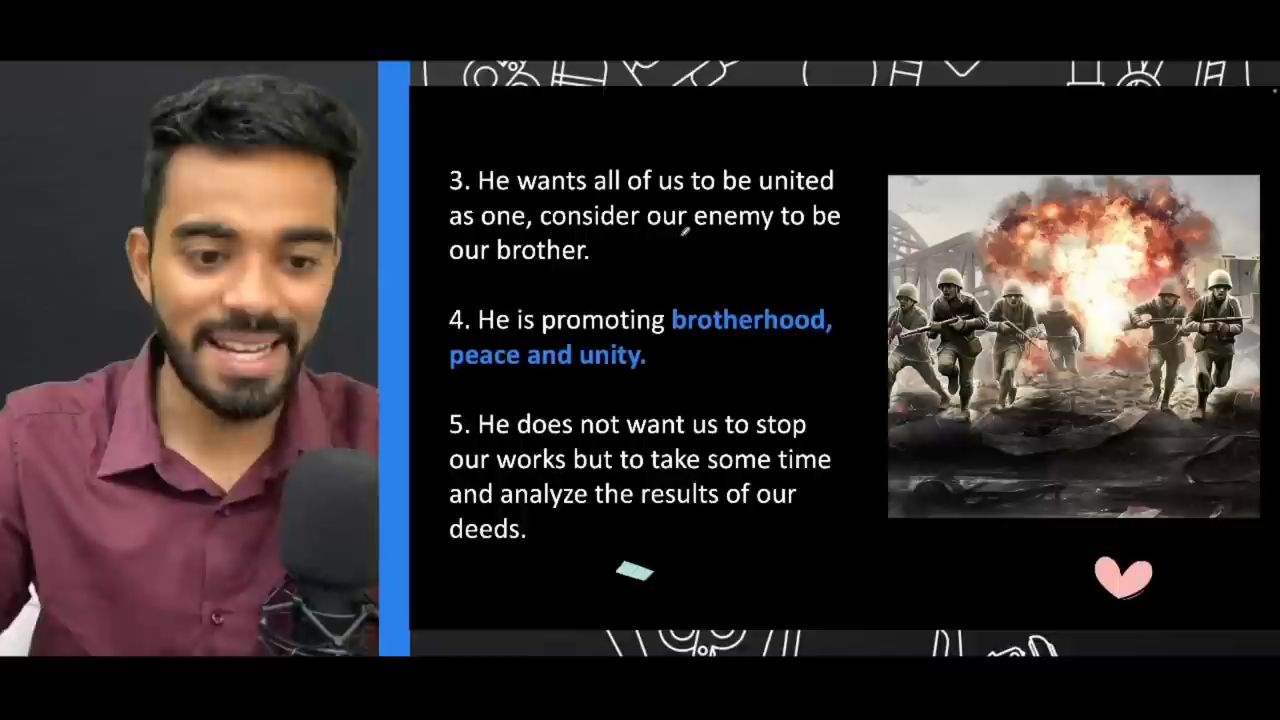 3. He wants all of us to be united
as one, consider our enemy to be
our brother.
4. He is promoting brotherhood,
peace and unity.
5. He does not want us to stop
our works but to take some time
and analyze the results of our
deeds.